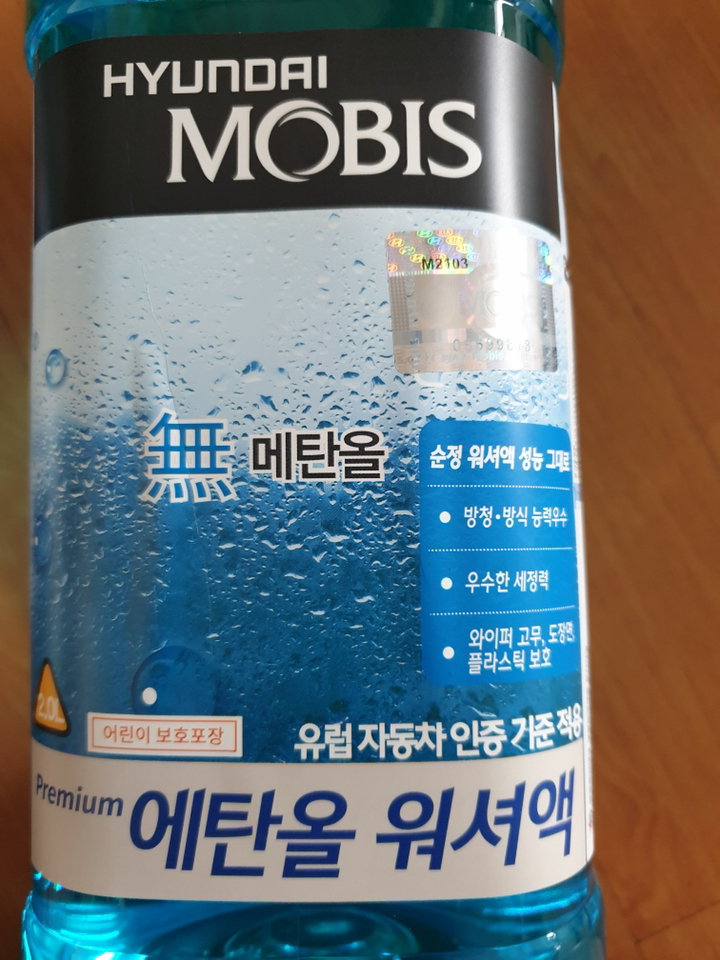 HYUNDAI
MOBIS
M2103
無 메탄올
순정 워셔액 성능 그대로
• 방청•방식 능력우수
• 우수한 세정력
• 와이퍼 고무, 도장면,
플라스틱 보호
2.0L
어린이 보호포장
유럽 자동차 인증 기준 적용
Premium 에탄올 워셔액